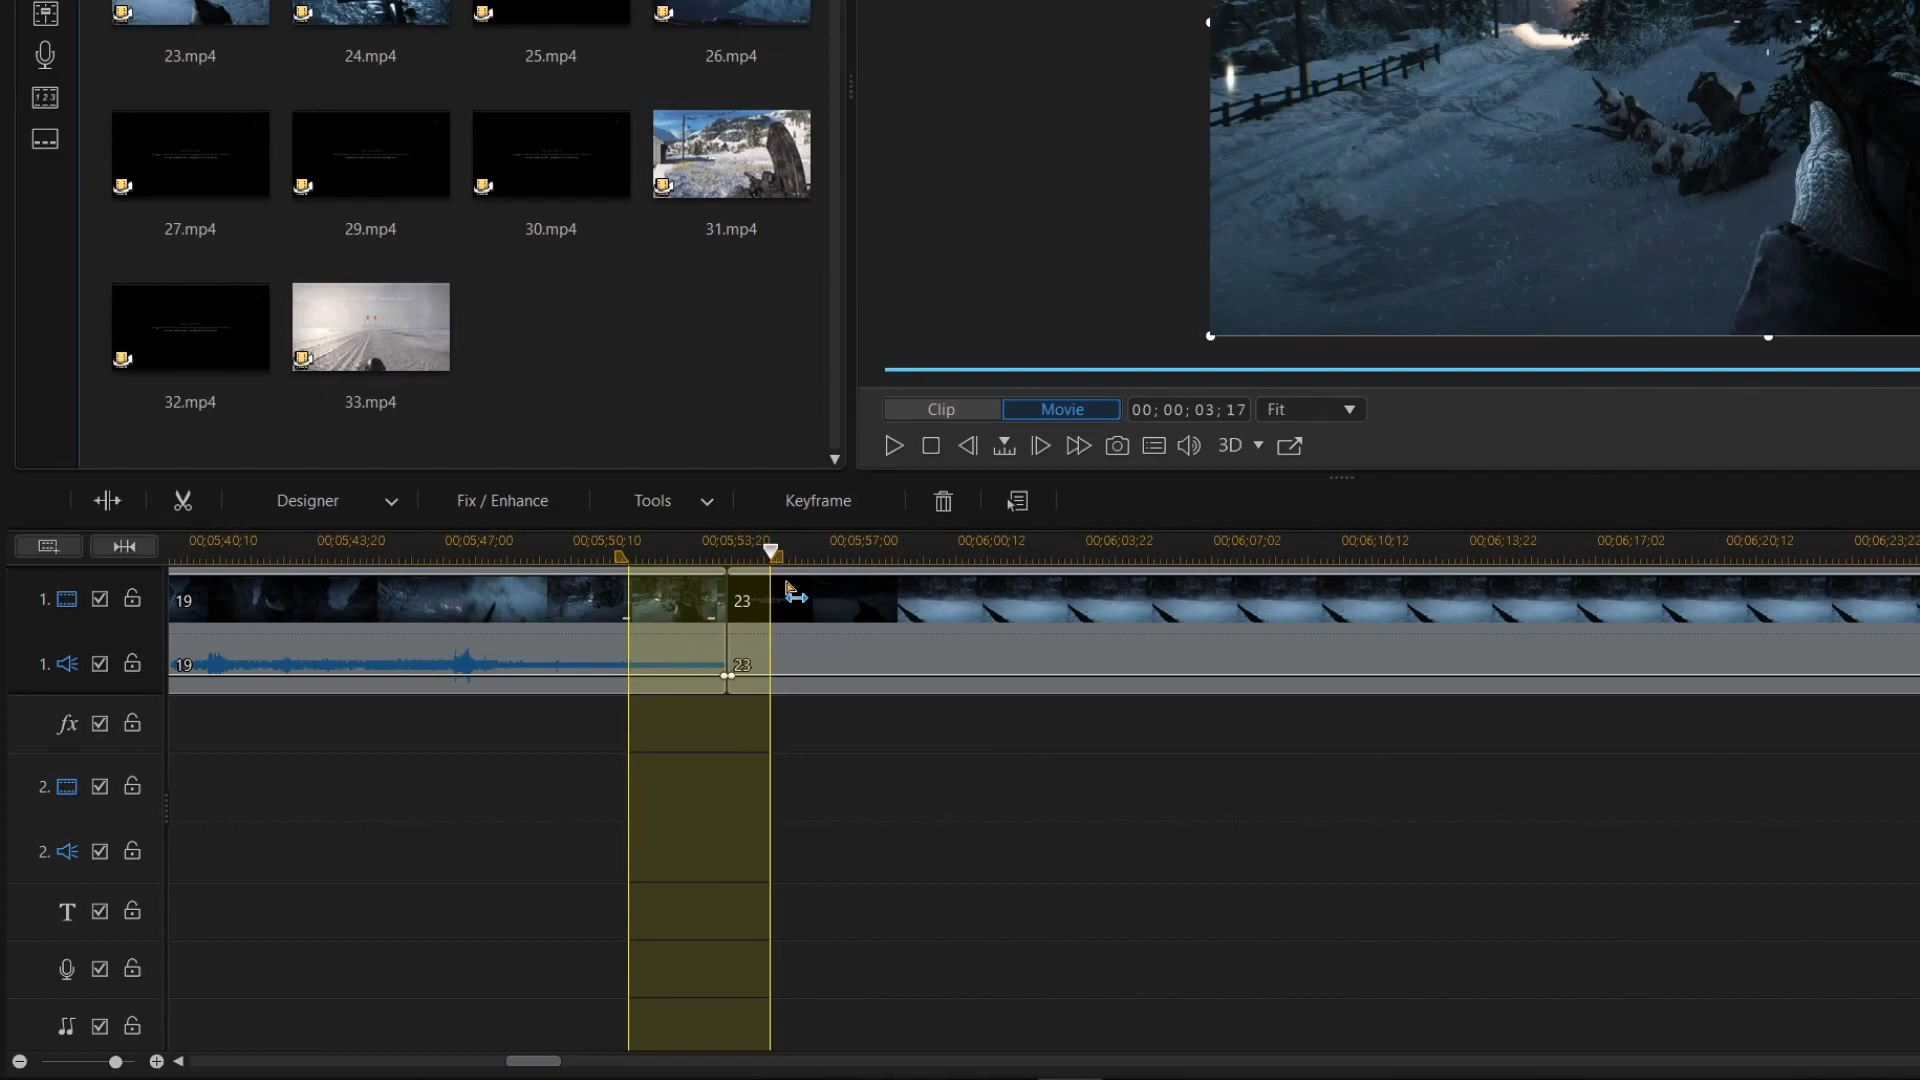 23.mp4
24.mp4
25.mp4
26.mp4
27.mp4
29.mp4
30.mp4
31.mp4
32.mp4
33.mp4
Clip
Movie
00; 00; 03; 17
Fit
3D
Designer
Fix / Enhance
Tools
Keyframe
00;05;40;10
00;05;43;20
00;05;47;00
00;05;50;10
00;05;53;20
00;05;57;00
00;06;00;12
00;06;03;22
00;06;07;02
00;06;10;12
00;06;13;22
00;06;17;02
00;06;20;12
00;06;23;22
1.
19
23
1.
19
23
fx
2.
2.
T